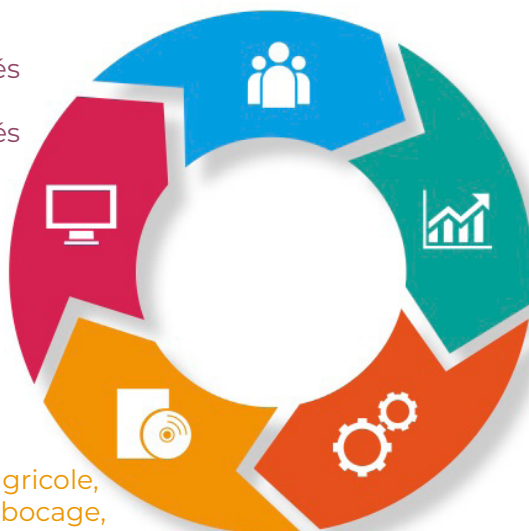 és
és
gricole,
bocage,